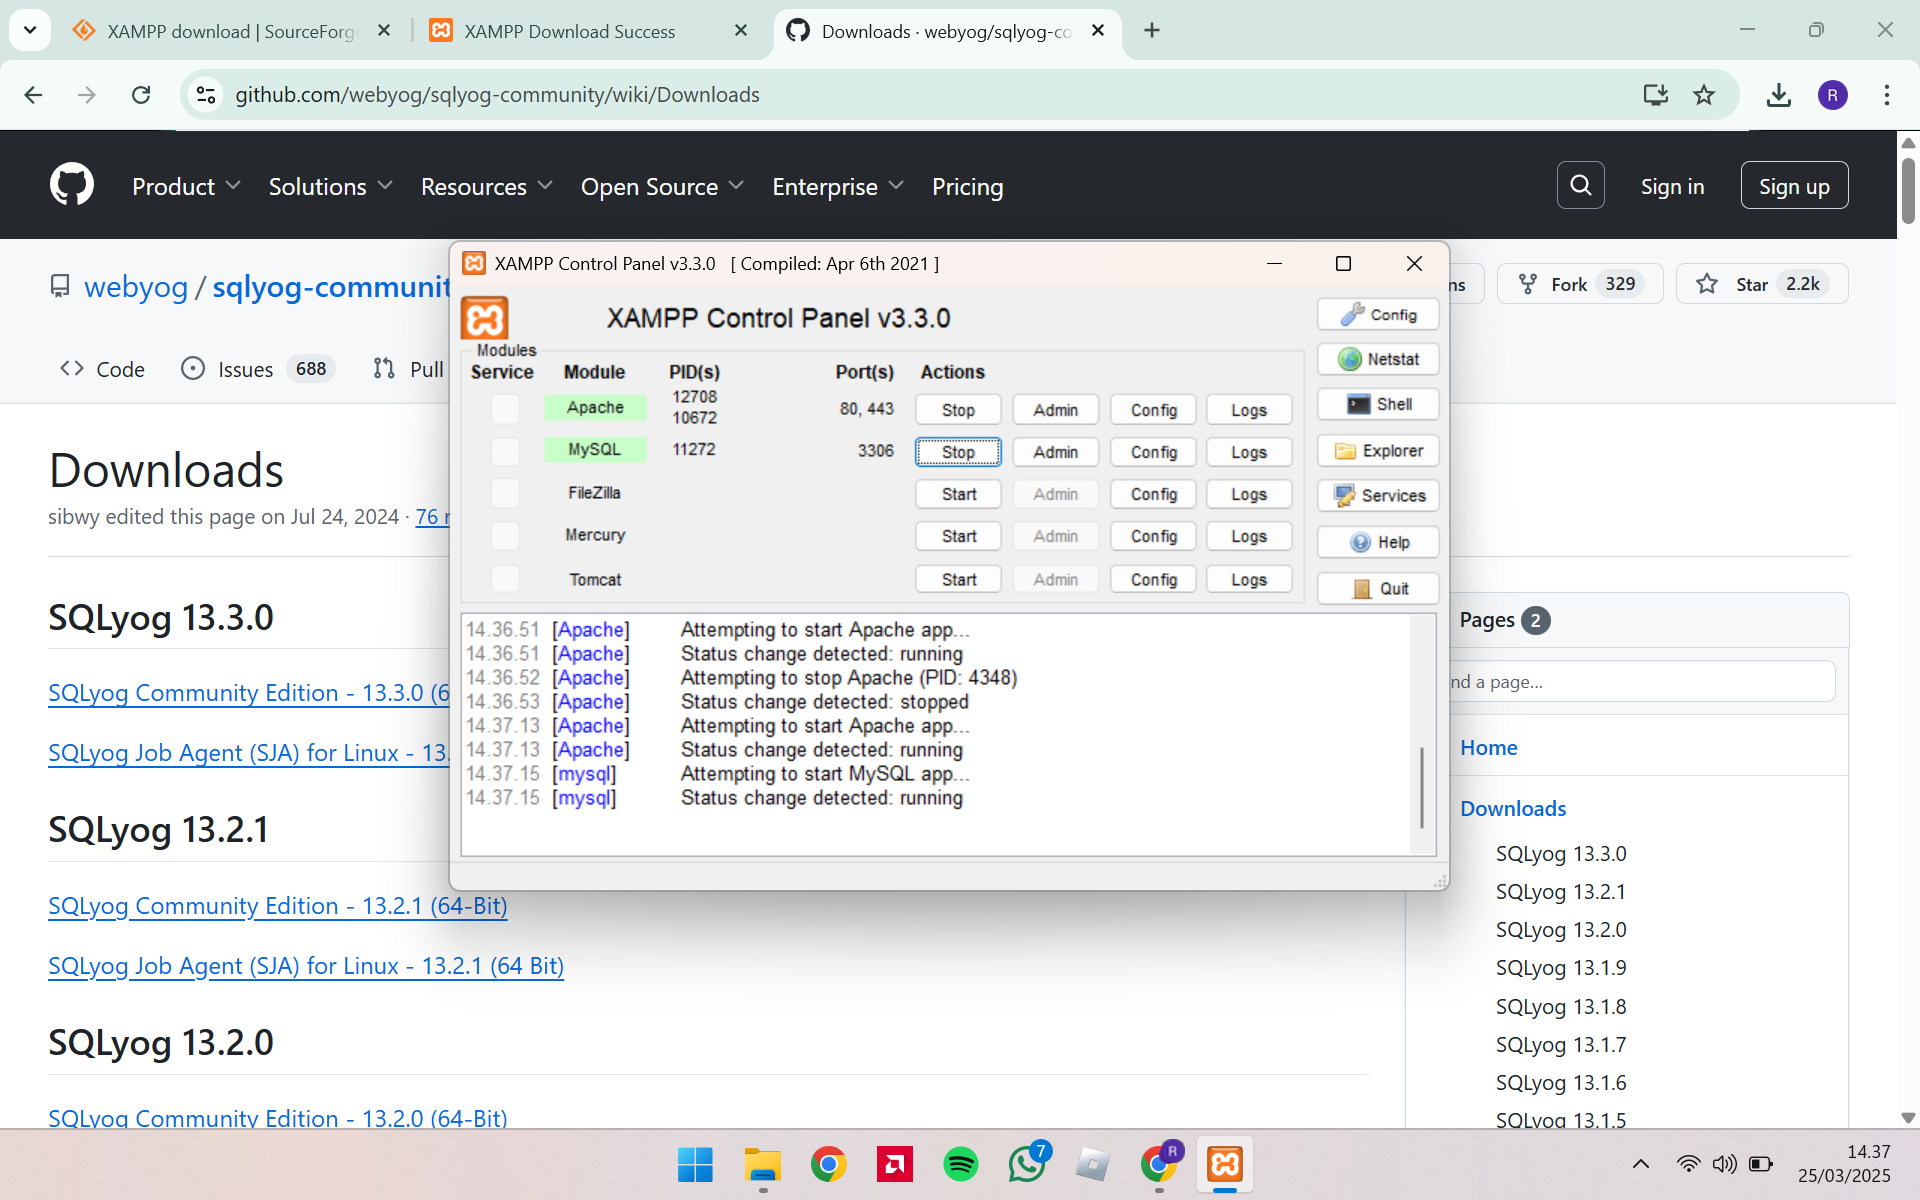 XAMPP download | SourceForge
XAMPP Download Success
Downloads · webyog/sqlyog-co
github.com/webyog/sqlyog-community/wiki/Downloads
R
Product
Solutions
Resources
Open Source
Enterprise
Pricing
Sign in
Sign up
webyog / sqlyog-communit
ns
Fork 329
Star 2.2k
Code
Issues 688
Pull
Downloads
sibwy edited this page on Jul 24, 2024 · 76 r
SQLyog 13.3.0
SQLyog Community Edition - 13.3.0 (6
SQLyog Job Agent (SJA) for Linux - 13.
SQLyog 13.2.1
SQLyog Community Edition - 13.2.1 (64-Bit)
SQLyog Job Agent (SJA) for Linux - 13.2.1 (64 Bit)
SQLyog 13.2.0
SQLyog Community Edition - 13.2.0 (64-Bit)
XAMPP Control Panel v3.3.0 [ Compiled: Apr 6th 2021 ]
XAMPP Control Panel v3.3.0
Modules
Service Module PID(s) Port(s) Actions
Apache 12708 10672 80, 443 Stop Admin Config Logs
MySQL 11272 3306 Stop Admin Config Logs
FileZilla Start Admin Config Logs
Mercury Start Admin Config Logs
Tomcat Start Admin Config Logs
Config
Netstat
Shell
Explorer
Services
Help
Quit
14.36.51 [Apache] Attempting to start Apache app...
14.36.51 [Apache] Status change detected: running
14.36.52 [Apache] Attempting to stop Apache (PID: 4348)
14.36.53 [Apache] Status change detected: stopped
14.37.13 [Apache] Attempting to start Apache app...
14.37.13 [Apache] Status change detected: running
14.37.15 [mysql] Attempting to start MySQL app...
14.37.15 [mysql] Status change detected: running
Pages 2
nd a page...
Home
Downloads
SQLyog 13.3.0
SQLyog 13.2.1
SQLyog 13.2.0
SQLyog 13.1.9
SQLyog 13.1.8
SQLyog 13.1.7
SQLyog 13.1.6
SQLyog 13.1.5
7
R
14.37
25/03/2025